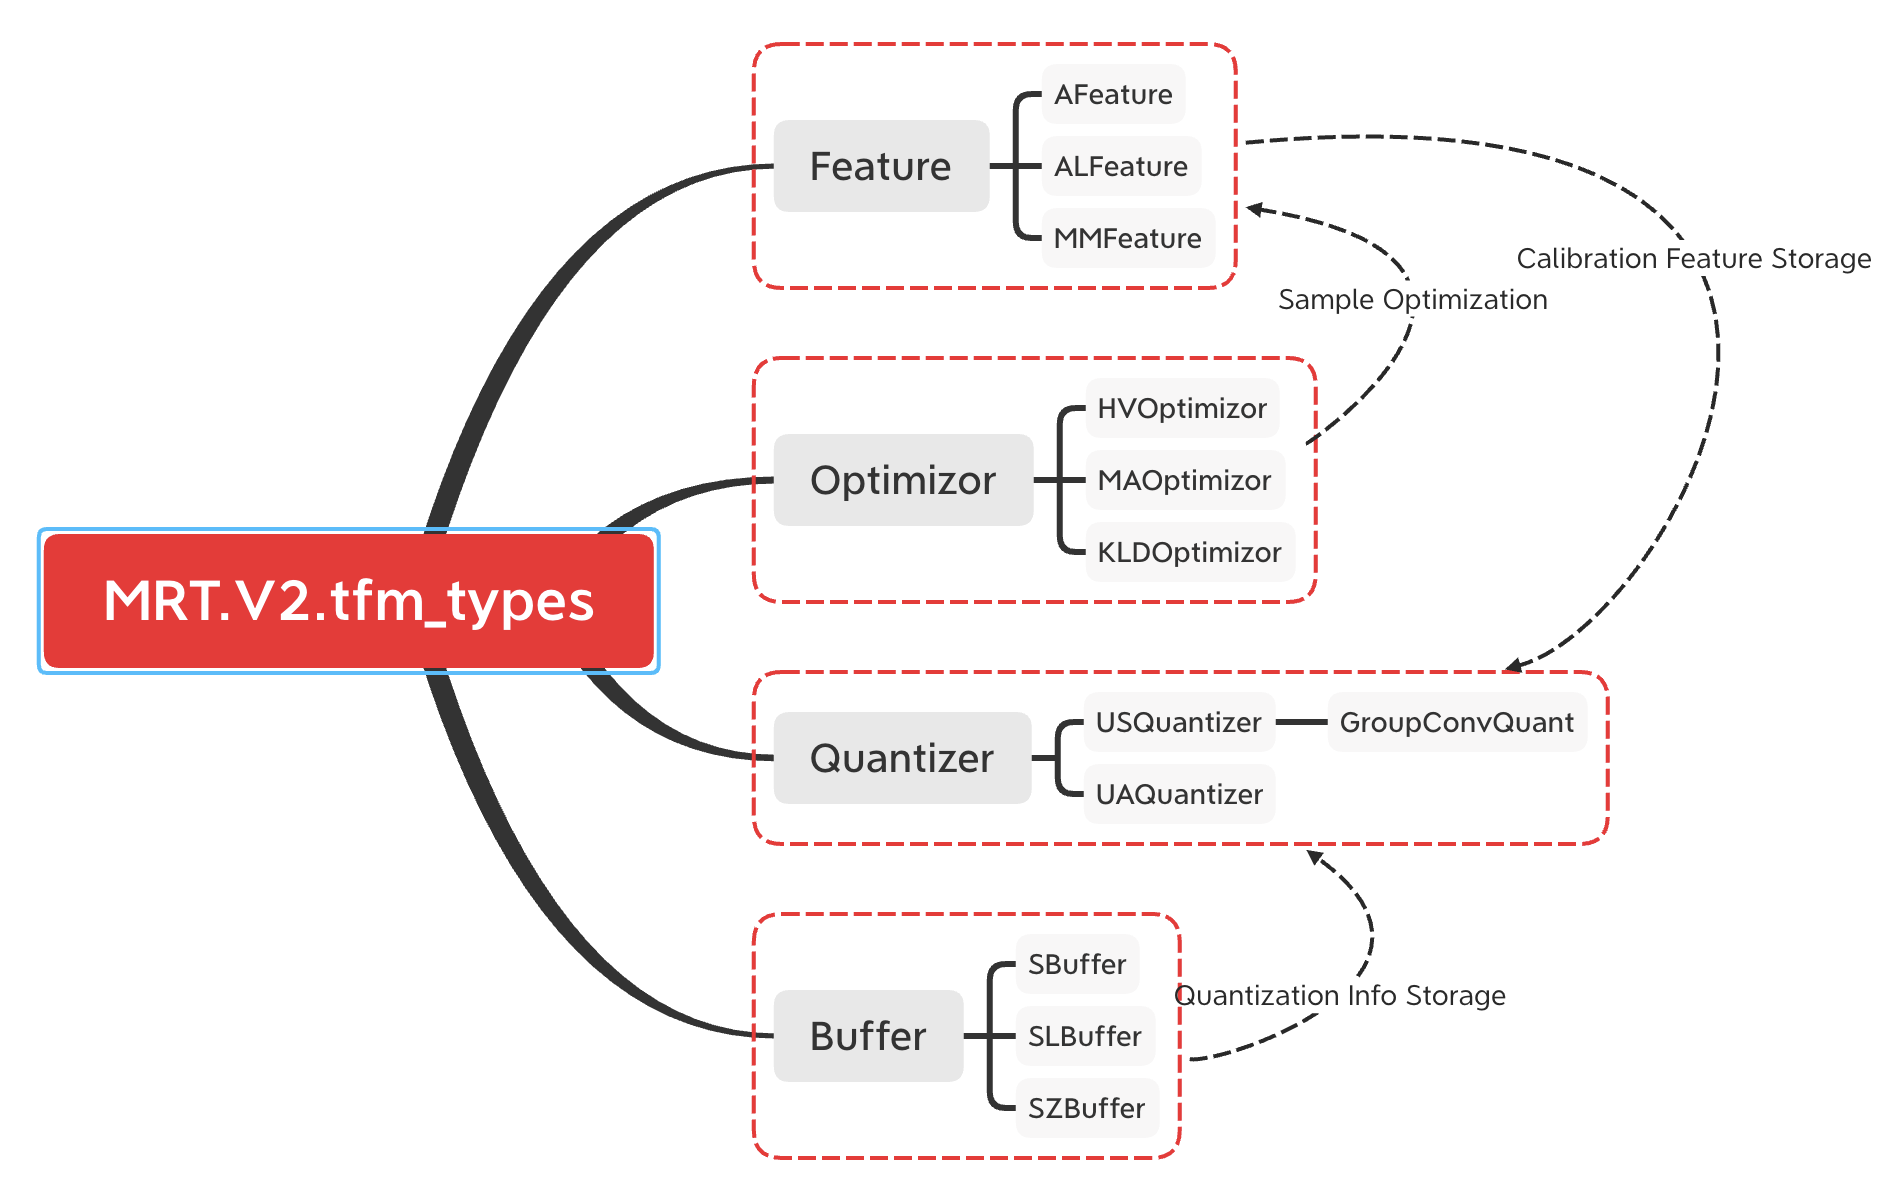 MRT.V2.tfm_types
Feature
AFeature
ALFeature
MMFeature
Optimizor
HVOptimizor
MAOptimizor
KLDOptimizor
Quantizer
USQuantizer
GroupConvQuant
UAQuantizer
Buffer
SBuffer
SLBuffer
SZBuffer
Calibration Feature Storage
Sample Optimization
Quantization Info Storage